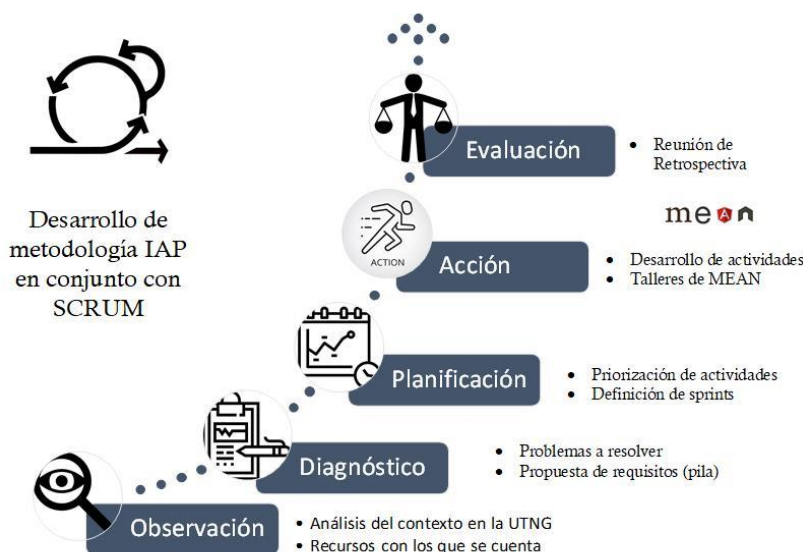 Evaluación
• Reunión de
Retrospectiva
mean
Desarrollo de
metodología IAP
en conjunto con
SCRUM
ACTION
Acción
• Desarrollo de actividades
• Talleres de MEAN
Planificación
• Priorización de actividades
• Definición de sprints
Diagnóstico
• Problemas a resolver
• Propuesta de requisitos (pila)
Observación
• Análisis del contexto en la UTNG
• Recursos con los que se cuenta